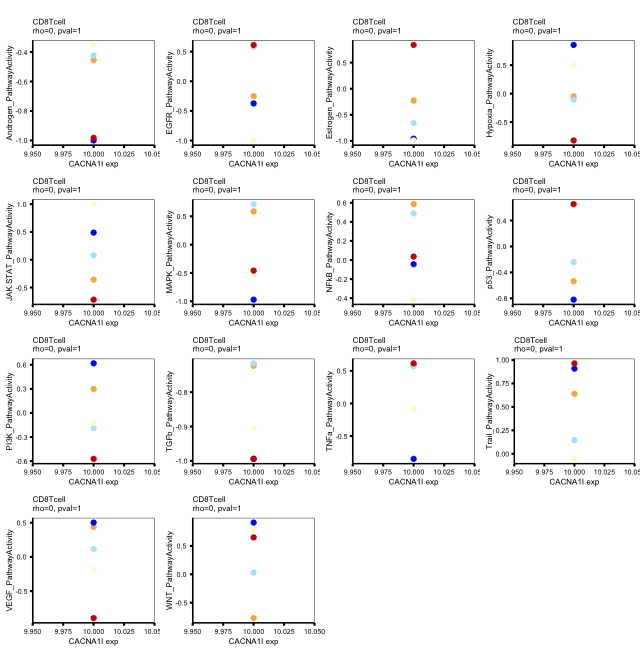 CD8Tcell
rho=0, pval=1
Androgen_PathwayActivity
-0.4
-0.6
-0.8
-1.0
9.950 9.975 10.000 10.025 10.05
CACNA1I exp
CD8Tcell
rho=0, pval=1
EGFR_PathwayActivity
0.5
0.0
-0.5
-1.0
9.950 9.975 10.000 10.025 10.05
CACNA1I exp
CD8Tcell
rho=0, pval=1
Estrogen_PathwayActivity
0.5
0.0
-0.5
-1.0
9.950 9.975 10.000 10.025 10.05
CACNA1I exp
CD8Tcell
rho=0, pval=1
Hypoxia_PathwayActivity
0.5
0.0
-0.5
9.950 9.975 10.000 10.025 10.05
CACNA1I exp
CD8Tcell
rho=0, pval=1
JAK.STAT_PathwayActivity
1.0
0.5
0.0
-0.5
9.950 9.975 10.000 10.025 10.05
CACNA1I exp
CD8Tcell
rho=0, pval=1
MAPK_PathwayActivity
0.5
0.0
-0.5
-1.0
9.950 9.975 10.000 10.025 10.05
CACNA1I exp
CD8Tcell
rho=0, pval=1
NFkB_PathwayActivity
0.6
0.4
0.2
0.0
-0.2
-0.4
9.950 9.975 10.000 10.025 10.05
CACNA1I exp
CD8Tcell
rho=0, pval=1
p53_PathwayActivity
0.4
0.0
-0.4
-0.8
9.950 9.975 10.000 10.025 10.05
CACNA1I exp
CD8Tcell
rho=0, pval=1
PI3K_PathwayActivity
0.6
0.3
0.0
-0.3
-0.6
9.950 9.975 10.000 10.025 10.05
CACNA1I exp
CD8Tcell
rho=0, pval=1
TGFb_PathwayActivity
-0.8
-0.9
-1.0
9.950 9.975 10.000 10.025 10.05
CACNA1I exp
CD8Tcell
rho=0, pval=1
TNFa_PathwayActivity
0.5
0.0
-0.5
9.950 9.975 10.000 10.025 10.05
CACNA1I exp
CD8Tcell
rho=0, pval=1
Trail_PathwayActivity
1.00
0.75
0.50
0.25
0.00
9.950 9.975 10.000 10.025 10.05
CACNA1I exp
CD8Tcell
rho=0, pval=1
VEGF_PathwayActivity
0.5
0.0
-0.5
9.950 9.975 10.000 10.025 10.05
CACNA1I exp
CD8Tcell
rho=0, pval=1
WNT_PathwayActivity
0.5
0.0
-0.5
9.950 9.975 10.000 10.025 10.050
CACNA1I exp